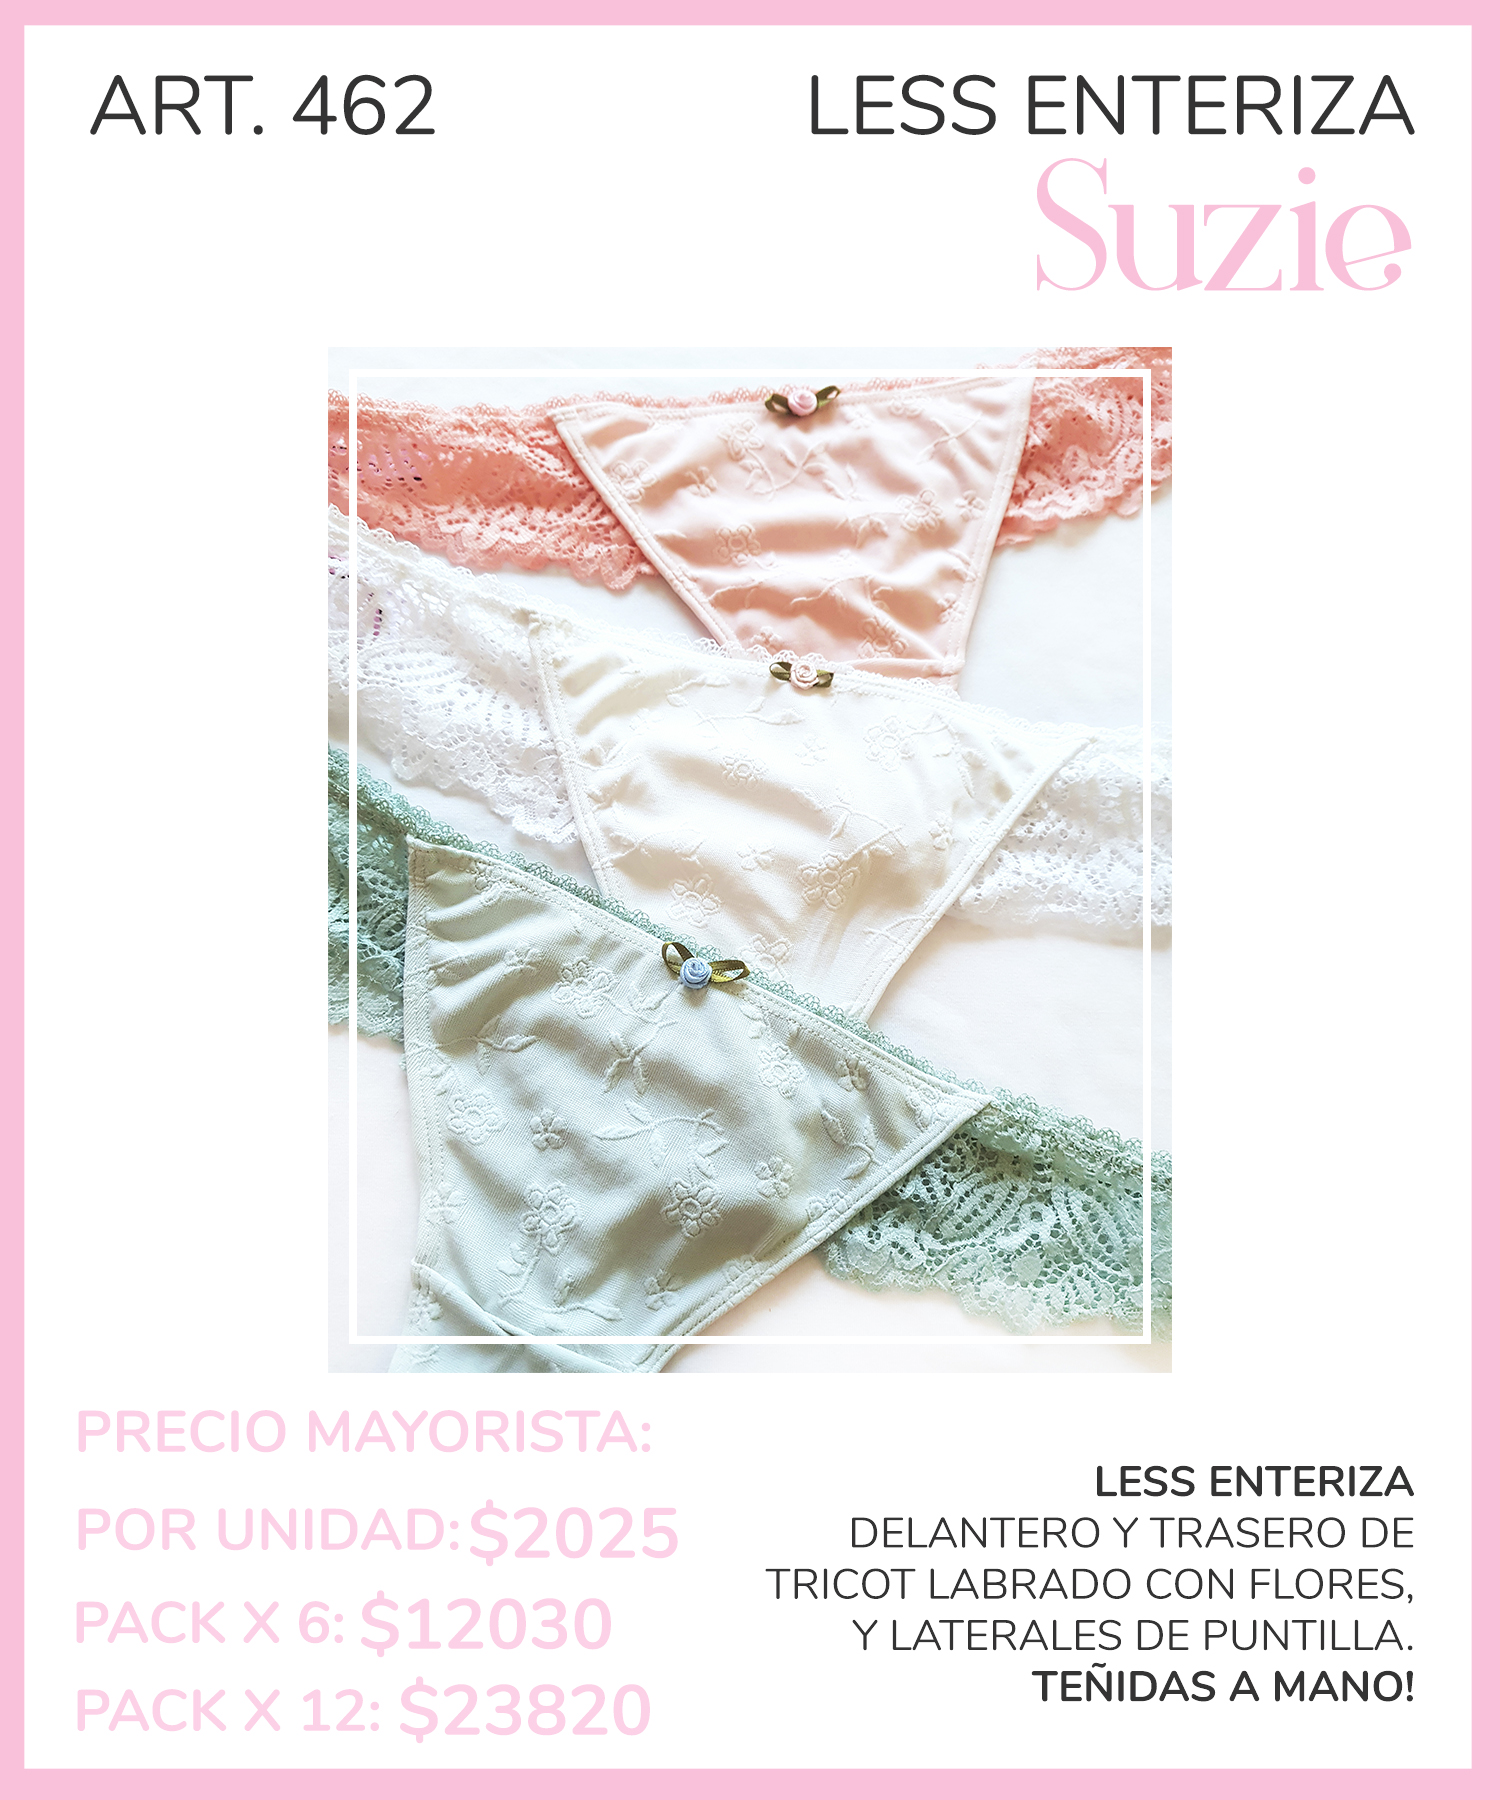 ART. 462
LESS ENTERIZA
Suzie
PRECIO MAYORISTA:
POR UNIDAD: $2025
PACK X 6: $12030
PACK X 12: $23820
LESS ENTERIZA
DELANTERO Y TRASERO DE
TRICOT LABRADO CON FLORES,
Y LATERALES DE PUNTILLA.
TEÑIDAS A MANO!